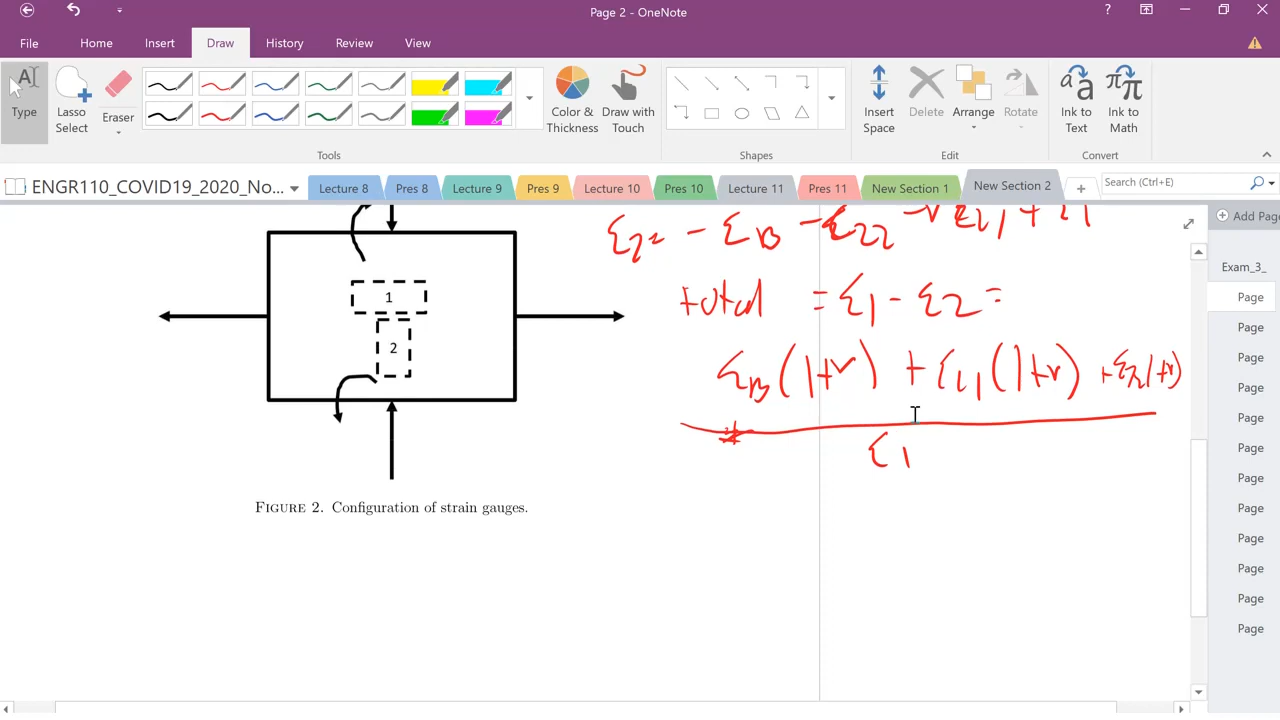 Page 2 - OneNote
File Home Insert Draw History Review View
Type
Lasso Select
Eraser
Color & Thickness
Draw with Touch
Insert Space
Delete
Arrange
Rotate
Ink to Text
Ink to Math
Tools Shapes Edit Convert
ENGR110_COVID19_2020_No...
Lecture 8 Pres 8 Lecture 9 Pres 9 Lecture 10 Pres 10 Lecture 11 Pres 11 New Section 1 New Section 2
Search (Ctrl+E)
Add Page
Exam_3_
Page
Page
Page
Page
Page
Page
Page
Page
Page
Page
Page
Page
1
2
total = ε1 - ε2 =
εB(1+v) + εL1(1+v)
ε1
FIGURE 2. Configuration of strain gauges.